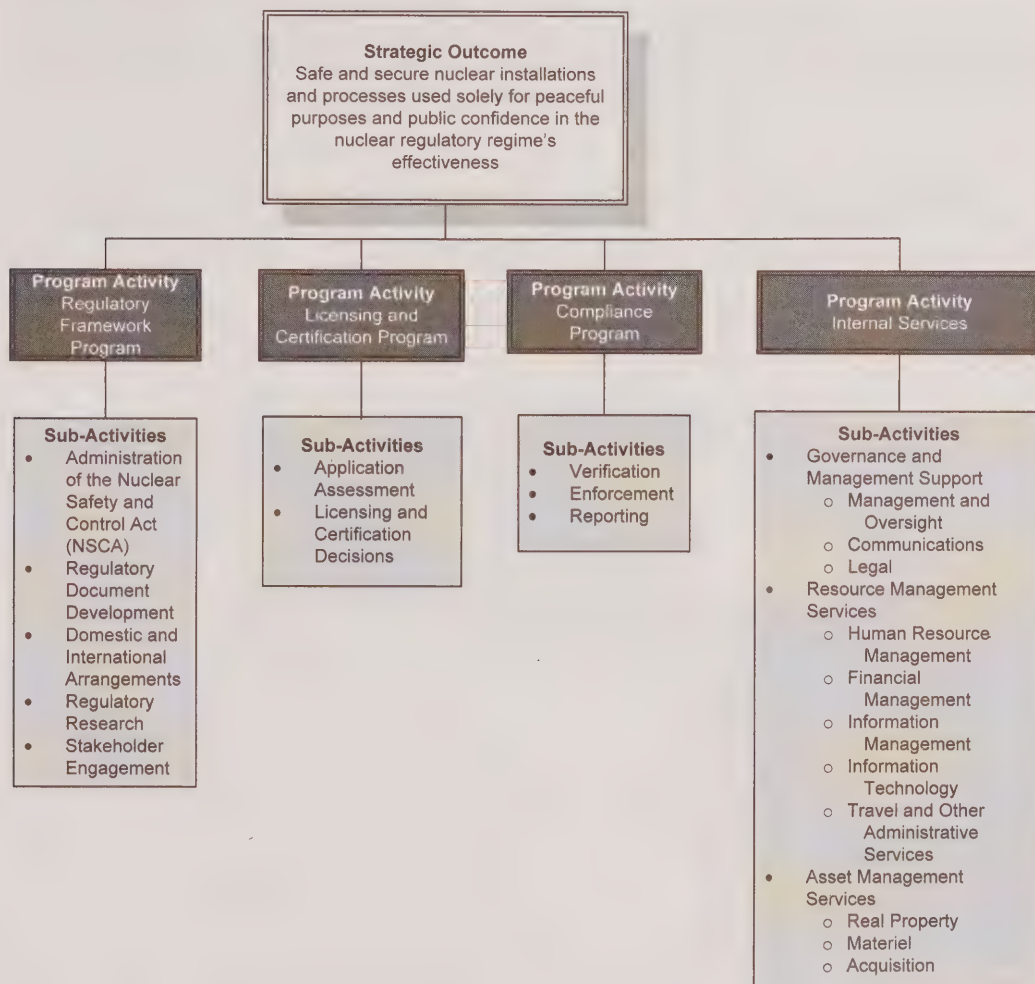 Strategic Outcome
Safe and secure nuclear installations
and processes used solely for peaceful
purposes and public confidence in the
nuclear regulatory regime's
effectiveness
Program Activity
Regulatory
Framework
Program
Program Activity
Licensing and
Certification Program
Program Activity
Compliance
Program
Program Activity
Internal Services
Sub-Activities
• Administration
of the Nuclear
Safety and
Control Act
(NSCA)
• Regulatory
Document
Development
• Domestic and
International
Arrangements
• Regulatory
Research
• Stakeholder
Engagement
Sub-Activities
• Application
Assessment
• Licensing and
Certification
Decisions
Sub-Activities
• Verification
• Enforcement
• Reporting
Sub-Activities
• Governance and
Management Support
o Management and
Oversight
o Communications
o Legal
• Resource Management
Services
o Human Resource
Management
o Financial
Management
o Information
Management
o Information
Technology
o Travel and Other
Administrative
Services
• Asset Management
Services
o Real Property
o Materiel
o Acquisition